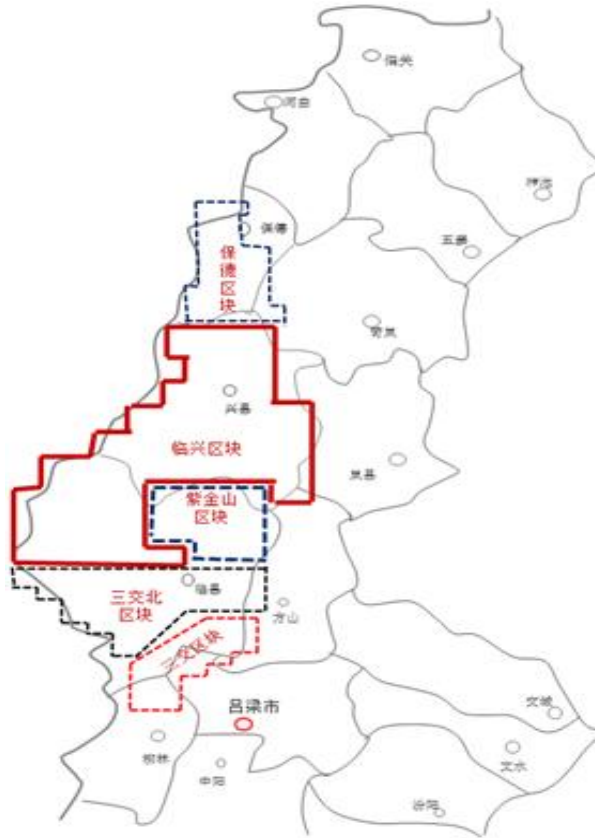 偏关
河曲
神池
保德
五寨
保
德
区
块
岢岚
兴县
临兴区块
岚县
紫金山
区块
临县
三交北
区块
方山
三交区块
吕梁市
交城
柳林
中阳
文水
汾阳